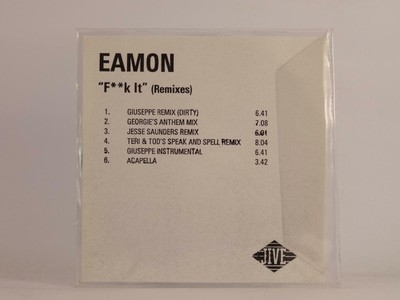 EAMON
"F**k It" (Remixes)
1. GIUSEPPE REMIX (DIRTY) 6.41
2. GEORGIE'S ANTHEM MIX 7.08
3. JESSE SAUNDERS REMIX 6.01
4. TERI & TOD'S SPEAK AND SPELL REMIX 8.04
5. GIUSEPPE INSTRUMENTAL 6.41
6. ACAPELLA 3.42
JIVE